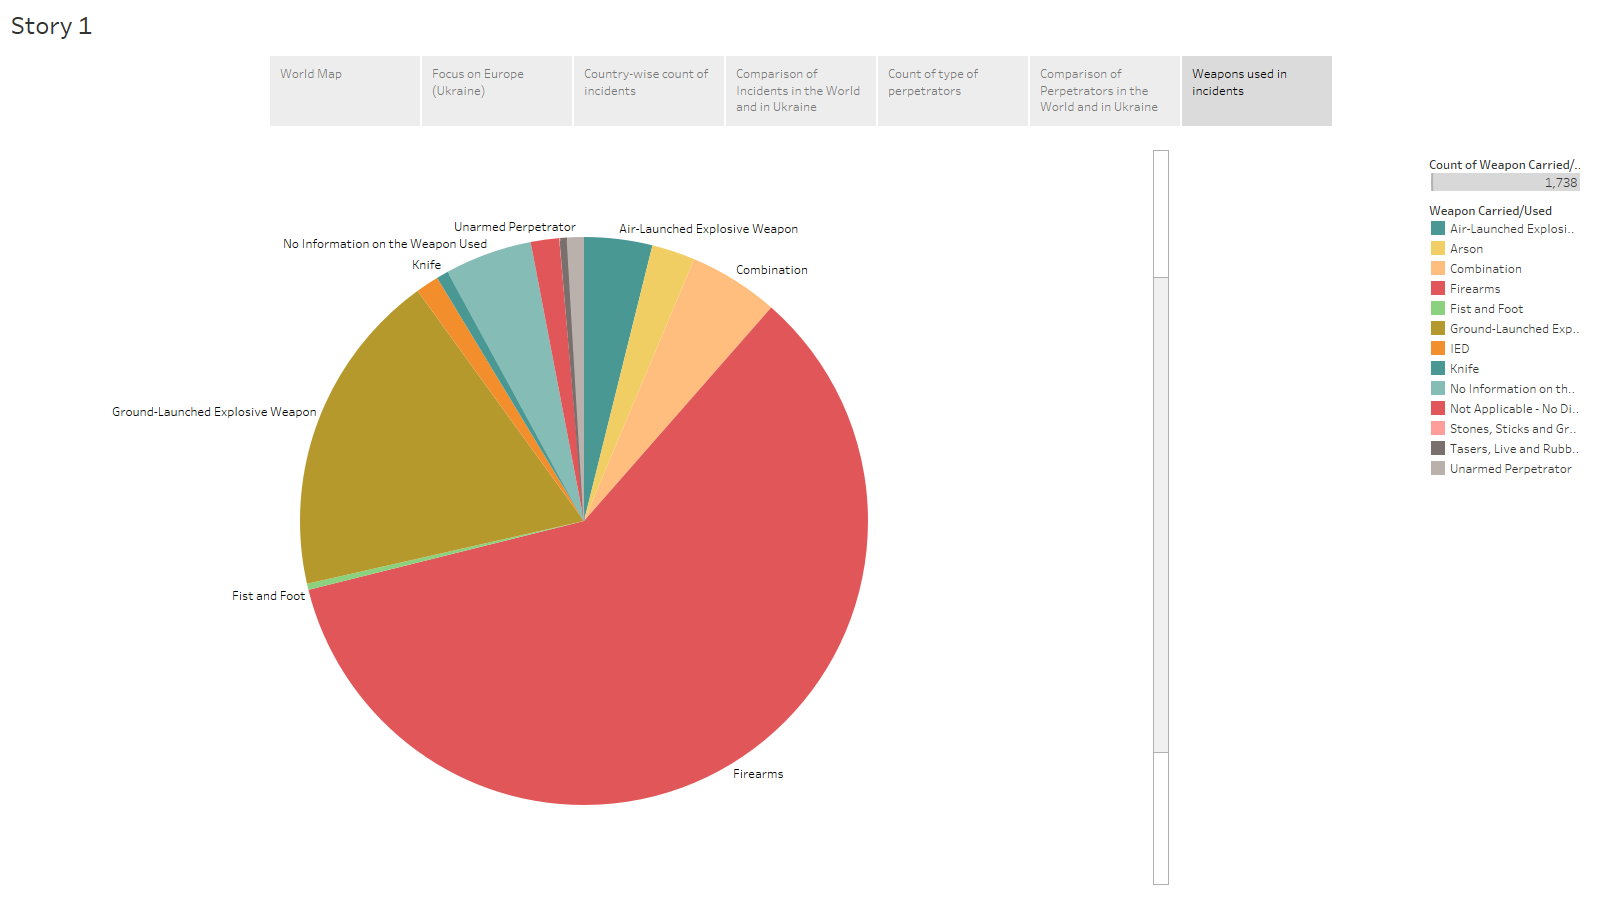 Story 1
World Map
Focus on Europe
(Ukraine)
Country-wise count of
incidents
Comparison of
Incidents in the World
and in Ukraine
Count of type of
perpetrators
Comparison of
Perpetrators in the
World and in Ukraine
Weapons used in
incidents
Unarmed Perpetrator
Air-Launched Explosive Weapon
No Information on the Weapon Used
Knife
Combination
Ground-Launched Explosive Weapon
Fist and Foot
Firearms
Count of Weapon Carried/..
1,738
Weapon Carried/Used
Air-Launched Explosi..
Arson
Combination
Firearms
Fist and Foot
Ground-Launched Exp..
IED
Knife
No Information on th..
Not Applicable - No Di..
Stones, Sticks and Gr..
Tasers, Live and Rubb..
Unarmed Perpetrator